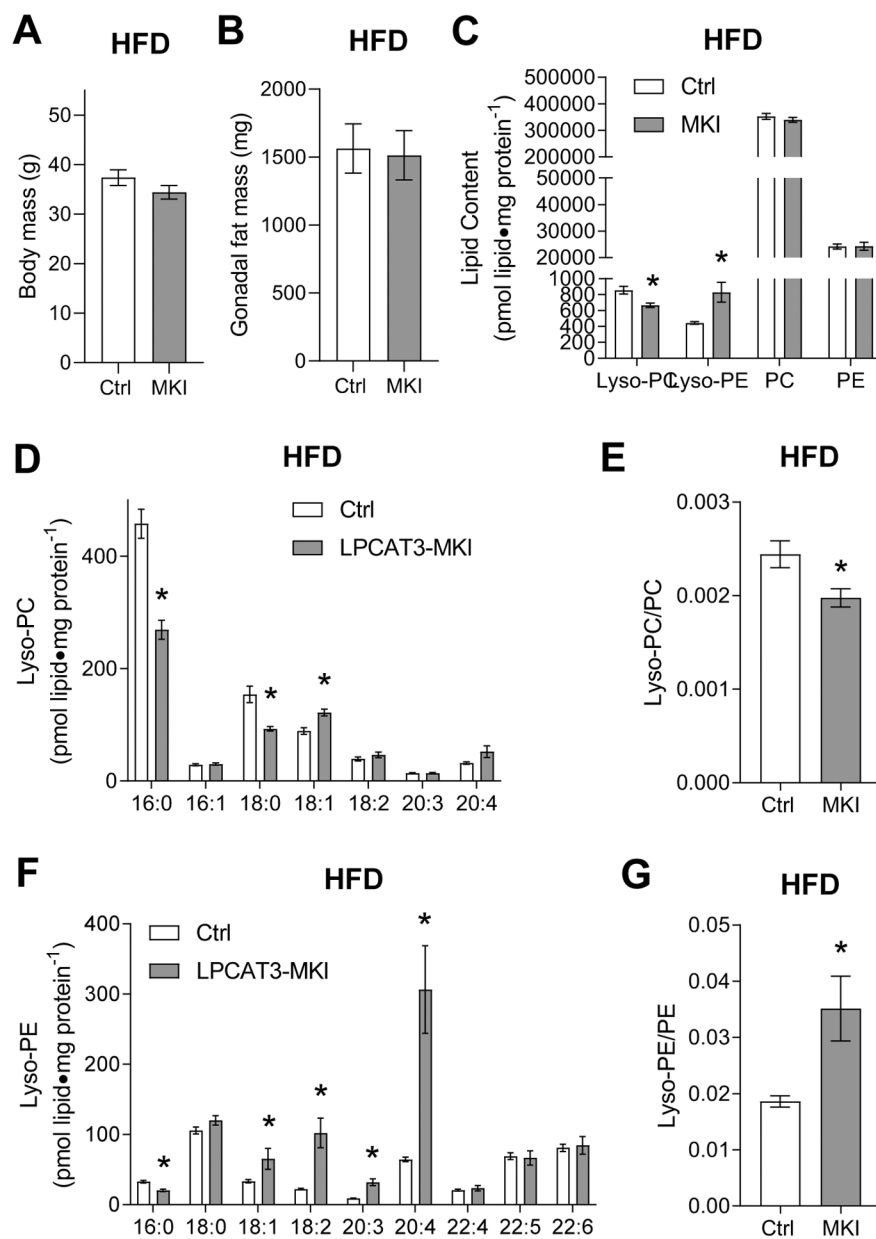 A
HFD
Body mass (g)
50
40
30
20
10
0
Ctrl
MKI
B
HFD
Gonadal fat mass (mg)
2000
1500
1000
500
0
Ctrl
MKI
C
HFD
Lipid Content
(pmol lipid•mg protein⁻¹)
500000
400000
300000
200000
100000
50000
40000
30000
20000
1000
800
600
400
200
0
Ctrl
MKI
*
*
Lyso-PC
Lyso-PE
PC
PE
D
HFD
Lyso-PC
(pmol lipid•mg protein⁻¹)
400
200
0
Ctrl
LPCAT3-MKI
*
*
*
16:0
16:1
18:0
18:1
18:2
20:3
20:4
E
HFD
Lyso-PC/PC
0.003
0.002
0.001
0.000
*
Ctrl
MKI
F
HFD
Lyso-PE
(pmol lipid•mg protein⁻¹)
400
300
200
100
0
Ctrl
LPCAT3-MKI
*
*
*
*
*
16:0
18:0
18:1
18:2
20:3
20:4
22:4
22:5
22:6
G
HFD
Lyso-PE/PE
0.05
0.04
0.03
0.02
0.01
0.00
*
Ctrl
MKI